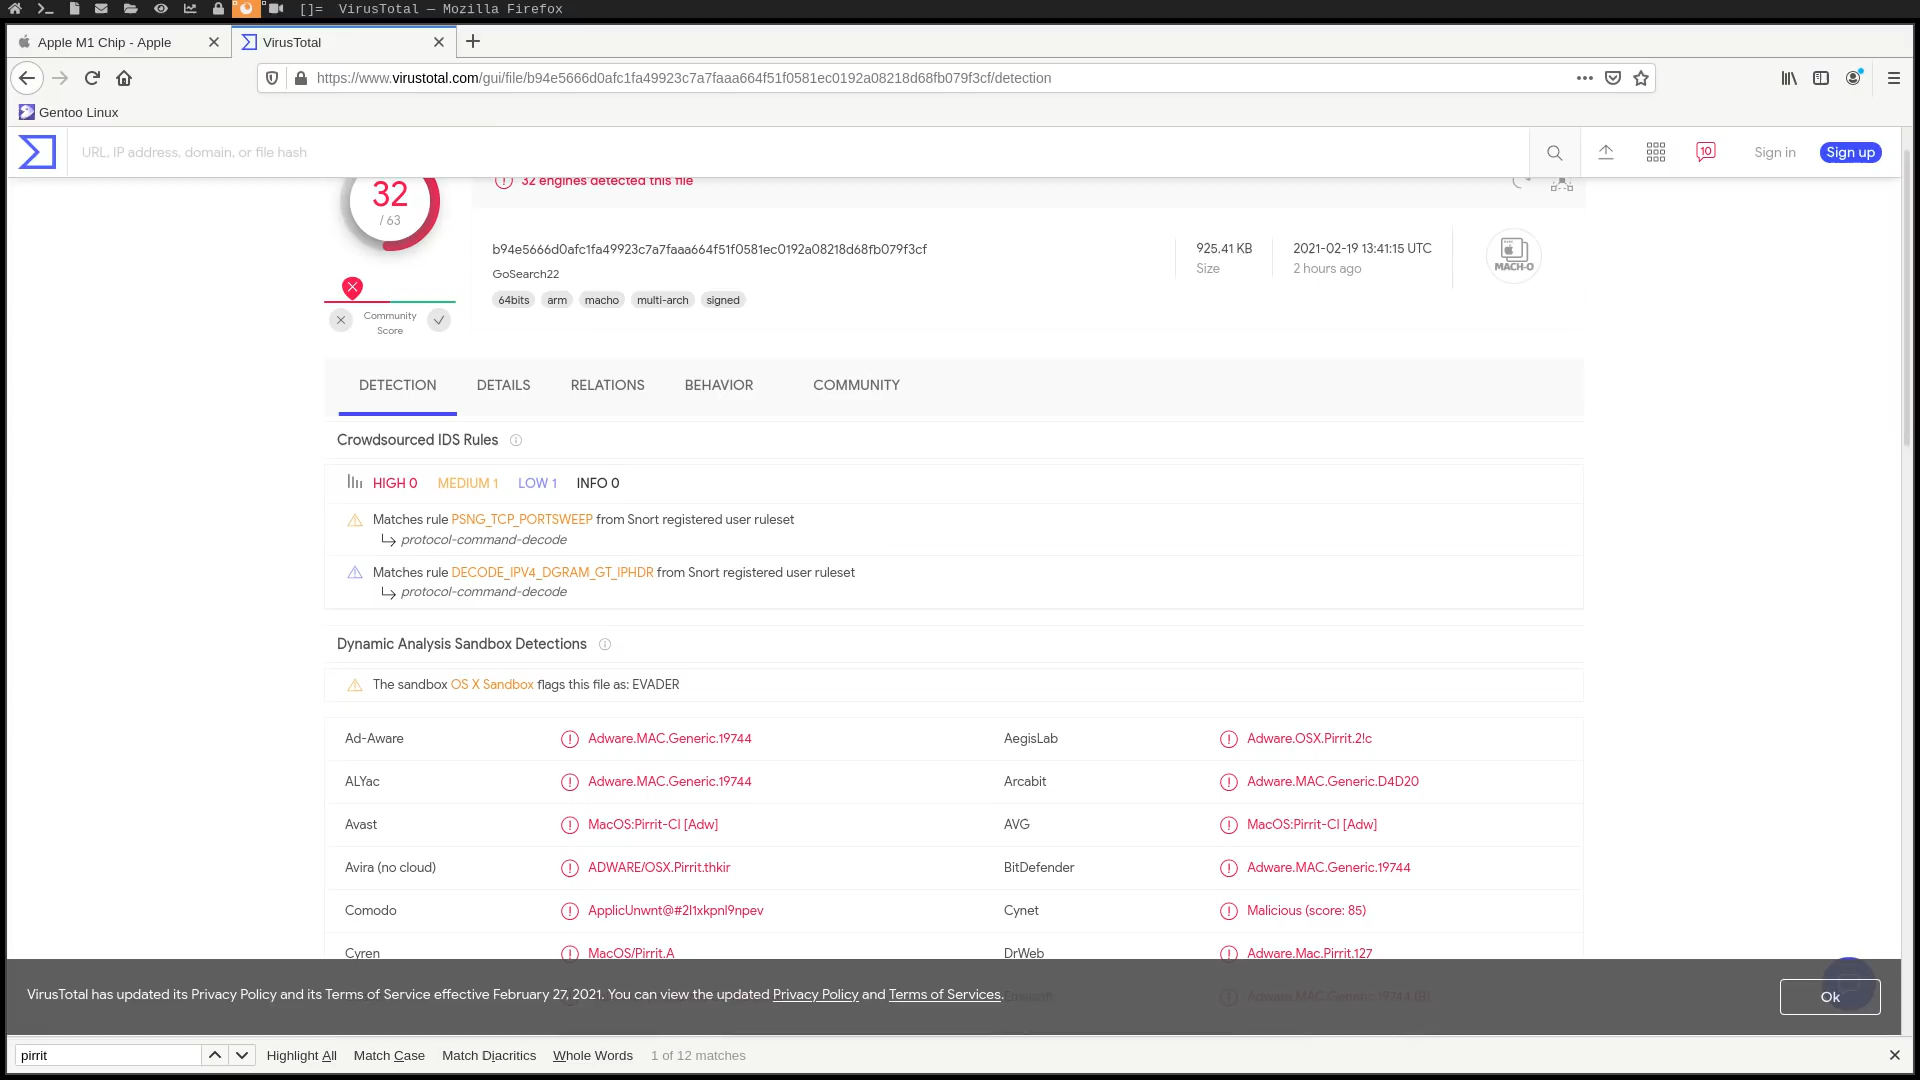 []= VirusTotal — Mozilla Firefox
Apple M1 Chip - Apple
VirusTotal
https://www.virustotal.com/gui/file/b94e5666d0afc1fa49923c7a7faaa664f51f0581ec0192a08218d68fb079f3cf/detection
Gentoo Linux
URL, IP address, domain, or file hash
10
Sign in
Sign up
32
/ 63
32 engines detected this file
b94e5666d0afc1fa49923c7a7faaa664f51f0581ec0192a08218d68fb079f3cf
GoSearch22
64bits arm macho multi-arch signed
925.41 KB
Size
2021-02-19 13:41:15 UTC
2 hours ago
MACH-O
Community
Score
DETECTION DETAILS RELATIONS BEHAVIOR COMMUNITY
Crowdsourced IDS Rules
HIGH 0 MEDIUM 1 LOW 1 INFO 0
Matches rule PSNG_TCP_PORTSWEEP from Snort registered user ruleset
protocol-command-decode
Matches rule DECODE_IPV4_DGRAM_GT_IPHDR from Snort registered user ruleset
protocol-command-decode
Dynamic Analysis Sandbox Detections
The sandbox OS X Sandbox flags this file as: EVADER
Ad-Aware Adware.MAC.Generic.19744 AegisLab Adware.OSX.Pirrit.2!c
ALYac Adware.MAC.Generic.19744 Arcabit Adware.MAC.Generic.D4D20
Avast MacOS:Pirrit-CI [Adw] AVG MacOS:Pirrit-CI [Adw]
Avira (no cloud) ADWARE/OSX.Pirrit.thkir BitDefender Adware.MAC.Generic.19744
Comodo ApplicUnwnt@#2l1xkpnl9npev Cynet Malicious (score: 85)
Cyren MacOS/Pirrit.A DrWeb Adware.Mac.Pirrit.127
Emsisoft Adware.MAC.Generic.19744 (B)
VirusTotal has updated its Privacy Policy and its Terms of Service effective February 27, 2021. You can view the updated Privacy Policy and Terms of Service.
Ok
pirrit Highlight All Match Case Match Diacritics Whole Words 1 of 12 matches